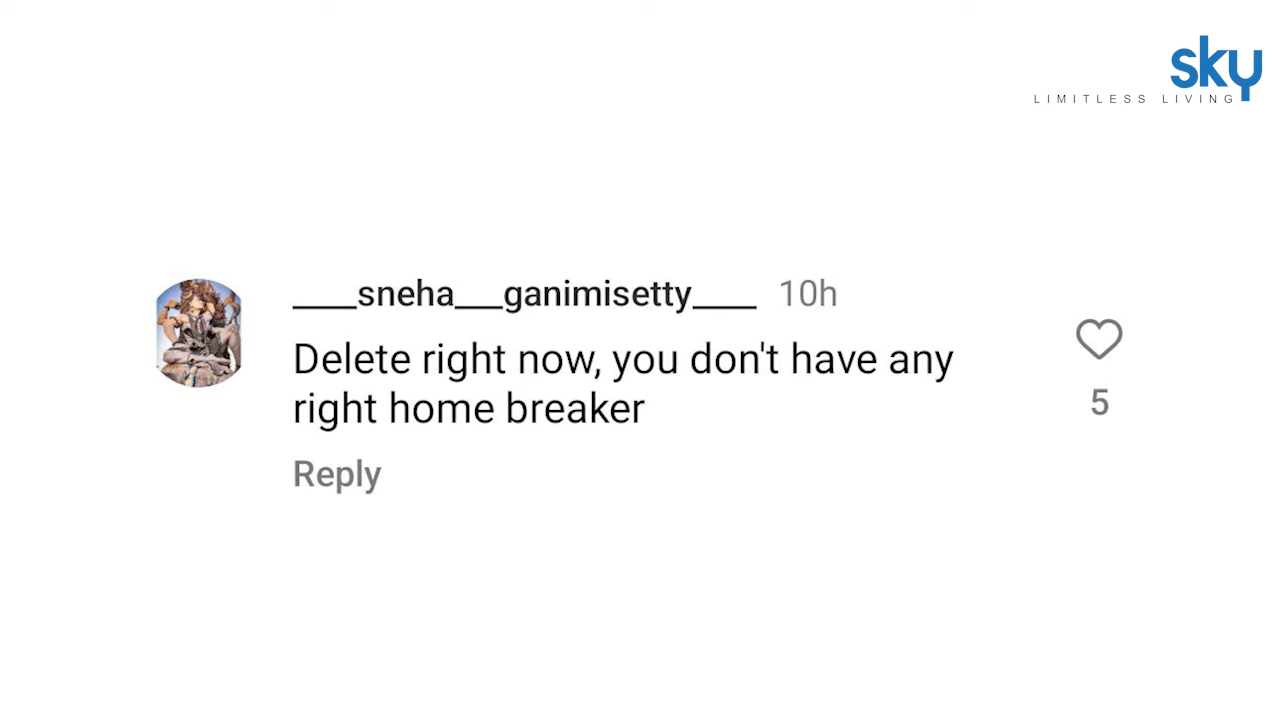 sky
LIMITLESS LIVING
____sneha___ganimisetty____ 10h
Delete right now, you don't have any
right home breaker
5
Reply